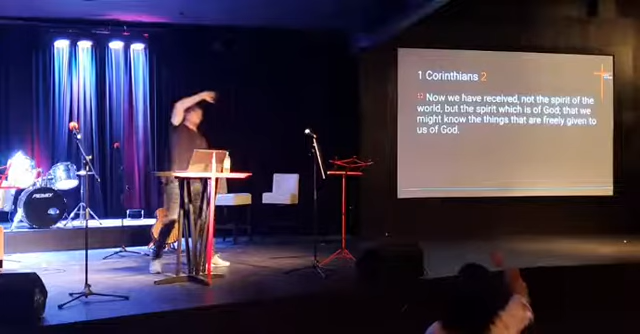 1 Corinthians 2
12 Now we have received, not the spirit of the
world, but the spirit which is of God; that we
might know the things that are freely given to
us of God.